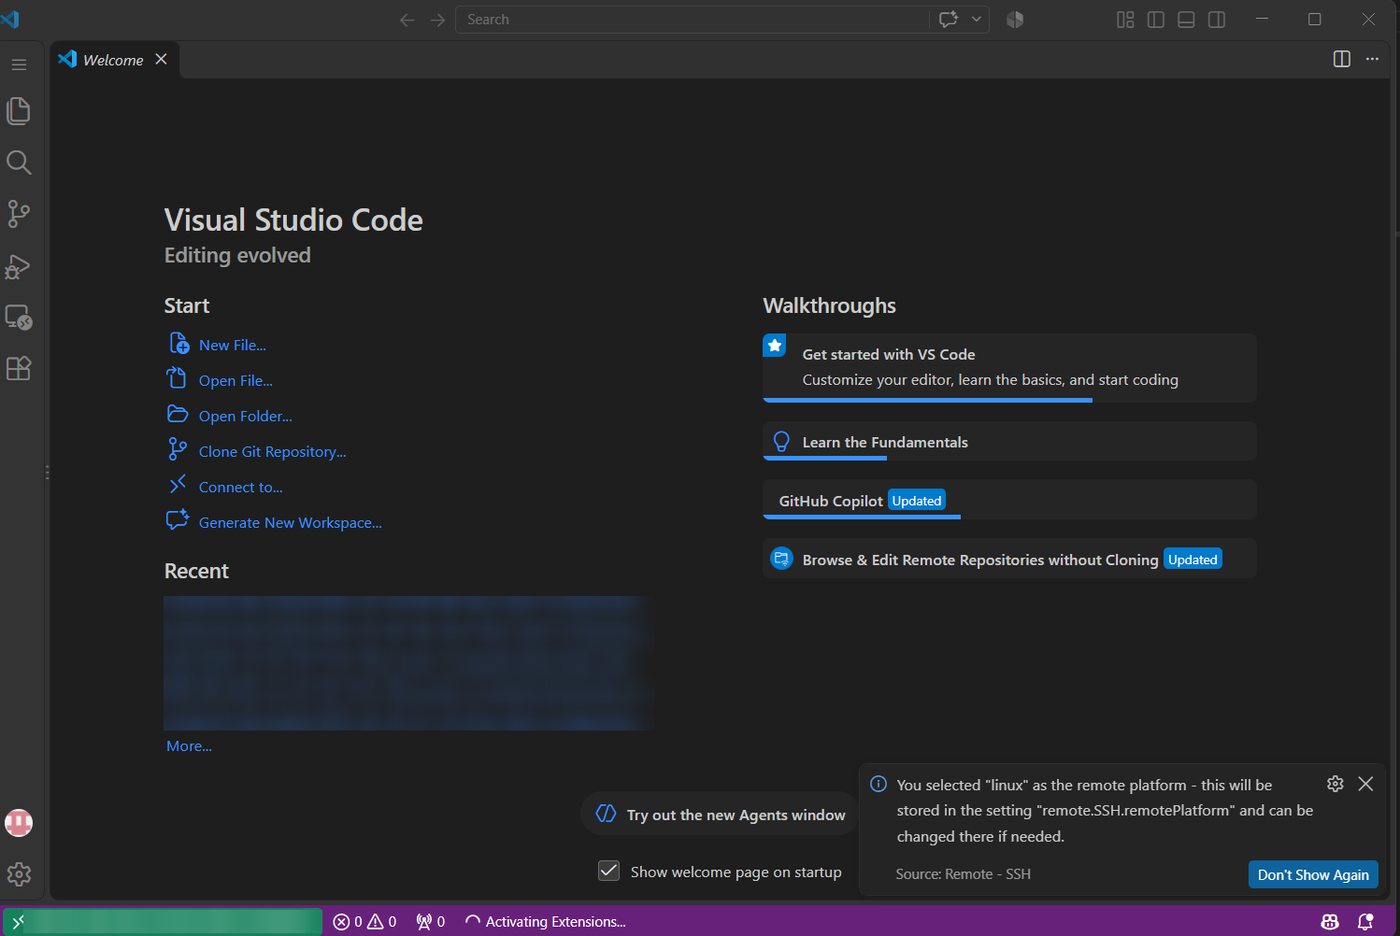 Search
Welcome
Visual Studio Code
Editing evolved
Start
New File...
Open File...
Open Folder...
Clone Git Repository...
Connect to...
Generate New Workspace...
Recent
More...
Walkthroughs
Get started with VS Code
Customize your editor, learn the basics, and start coding
Learn the Fundamentals
GitHub Copilot Updated
Browse & Edit Remote Repositories without Cloning Updated
Try out the new Agents window
Show welcome page on startup
You selected "linux" as the remote platform - this will be
stored in the setting "remote.SSH.remotePlatform" and can be
changed there if needed.
Source: Remote - SSH
Don't Show Again
0 0 0 Activating Extensions...